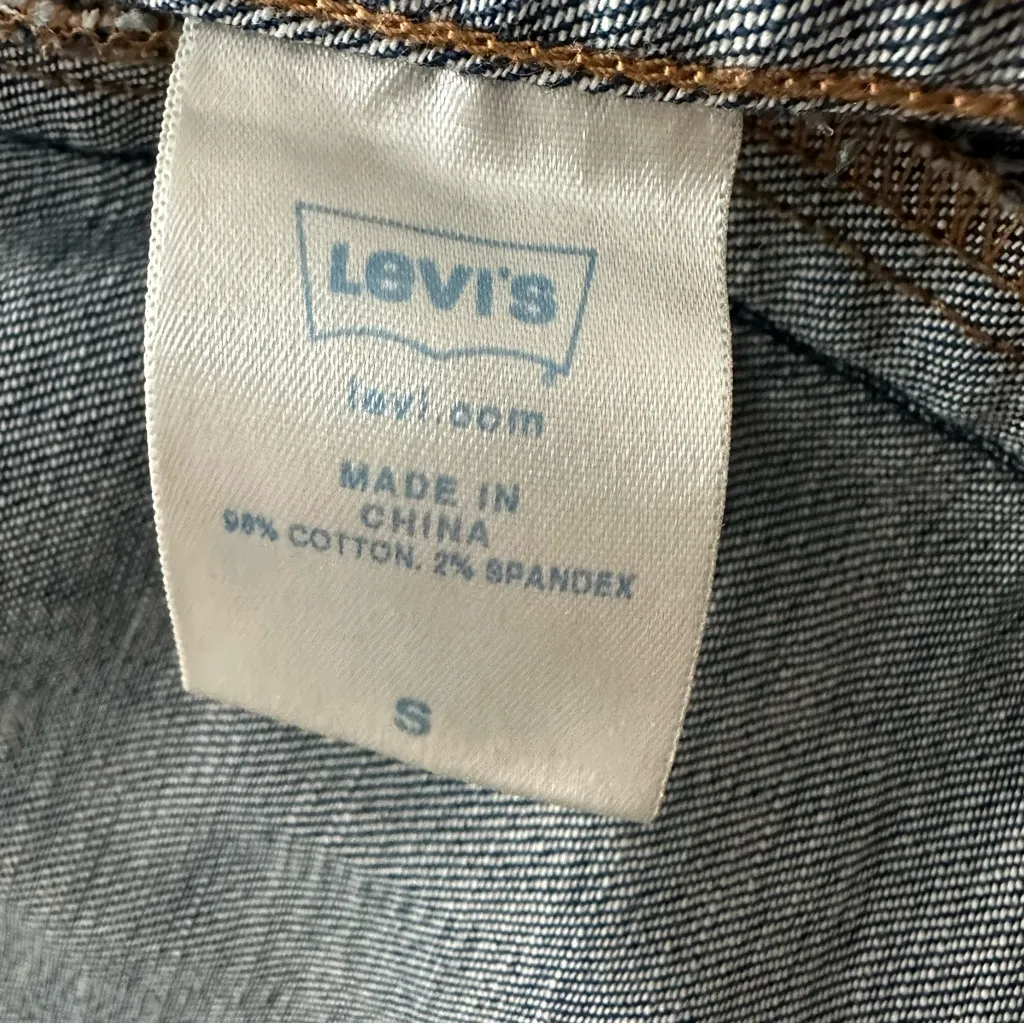 Levi's
levi.com
MADE IN
CHINA
98% COTTON, 2% SPANDEX
S